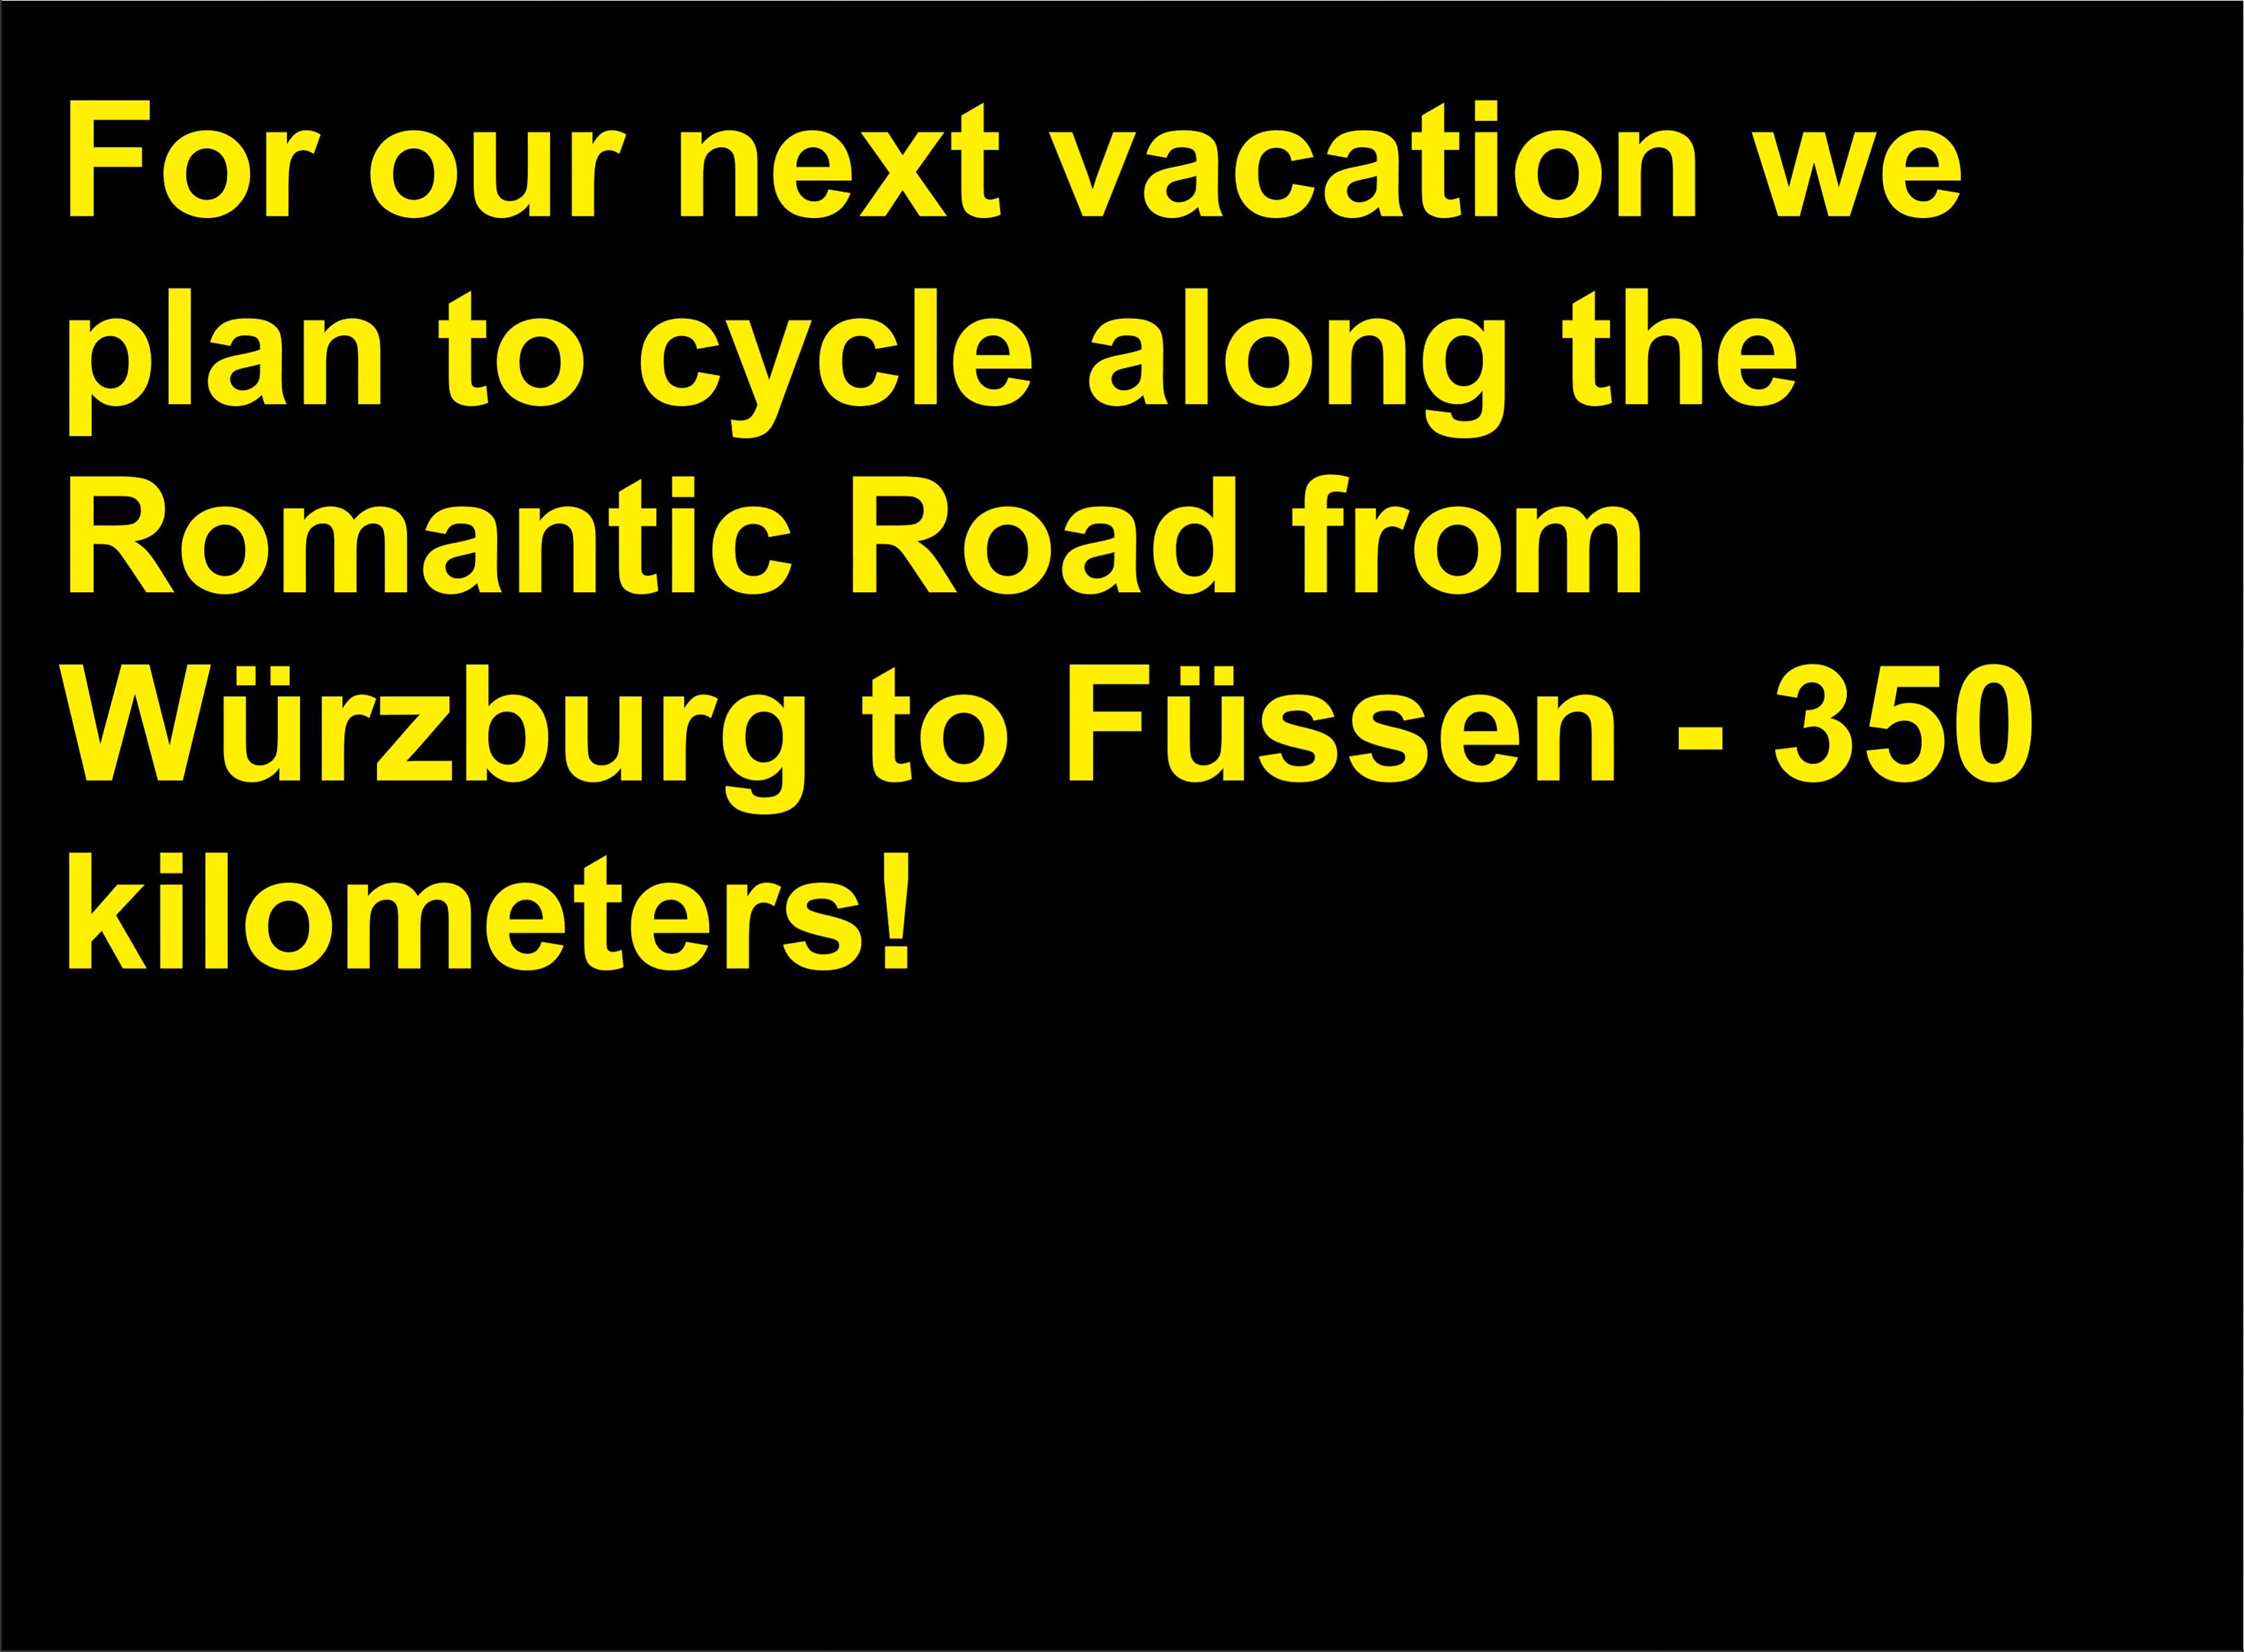 For our next vacation we
plan to cycle along the
Romantic Road from
Würzburg to Füssen - 350
kilometers!